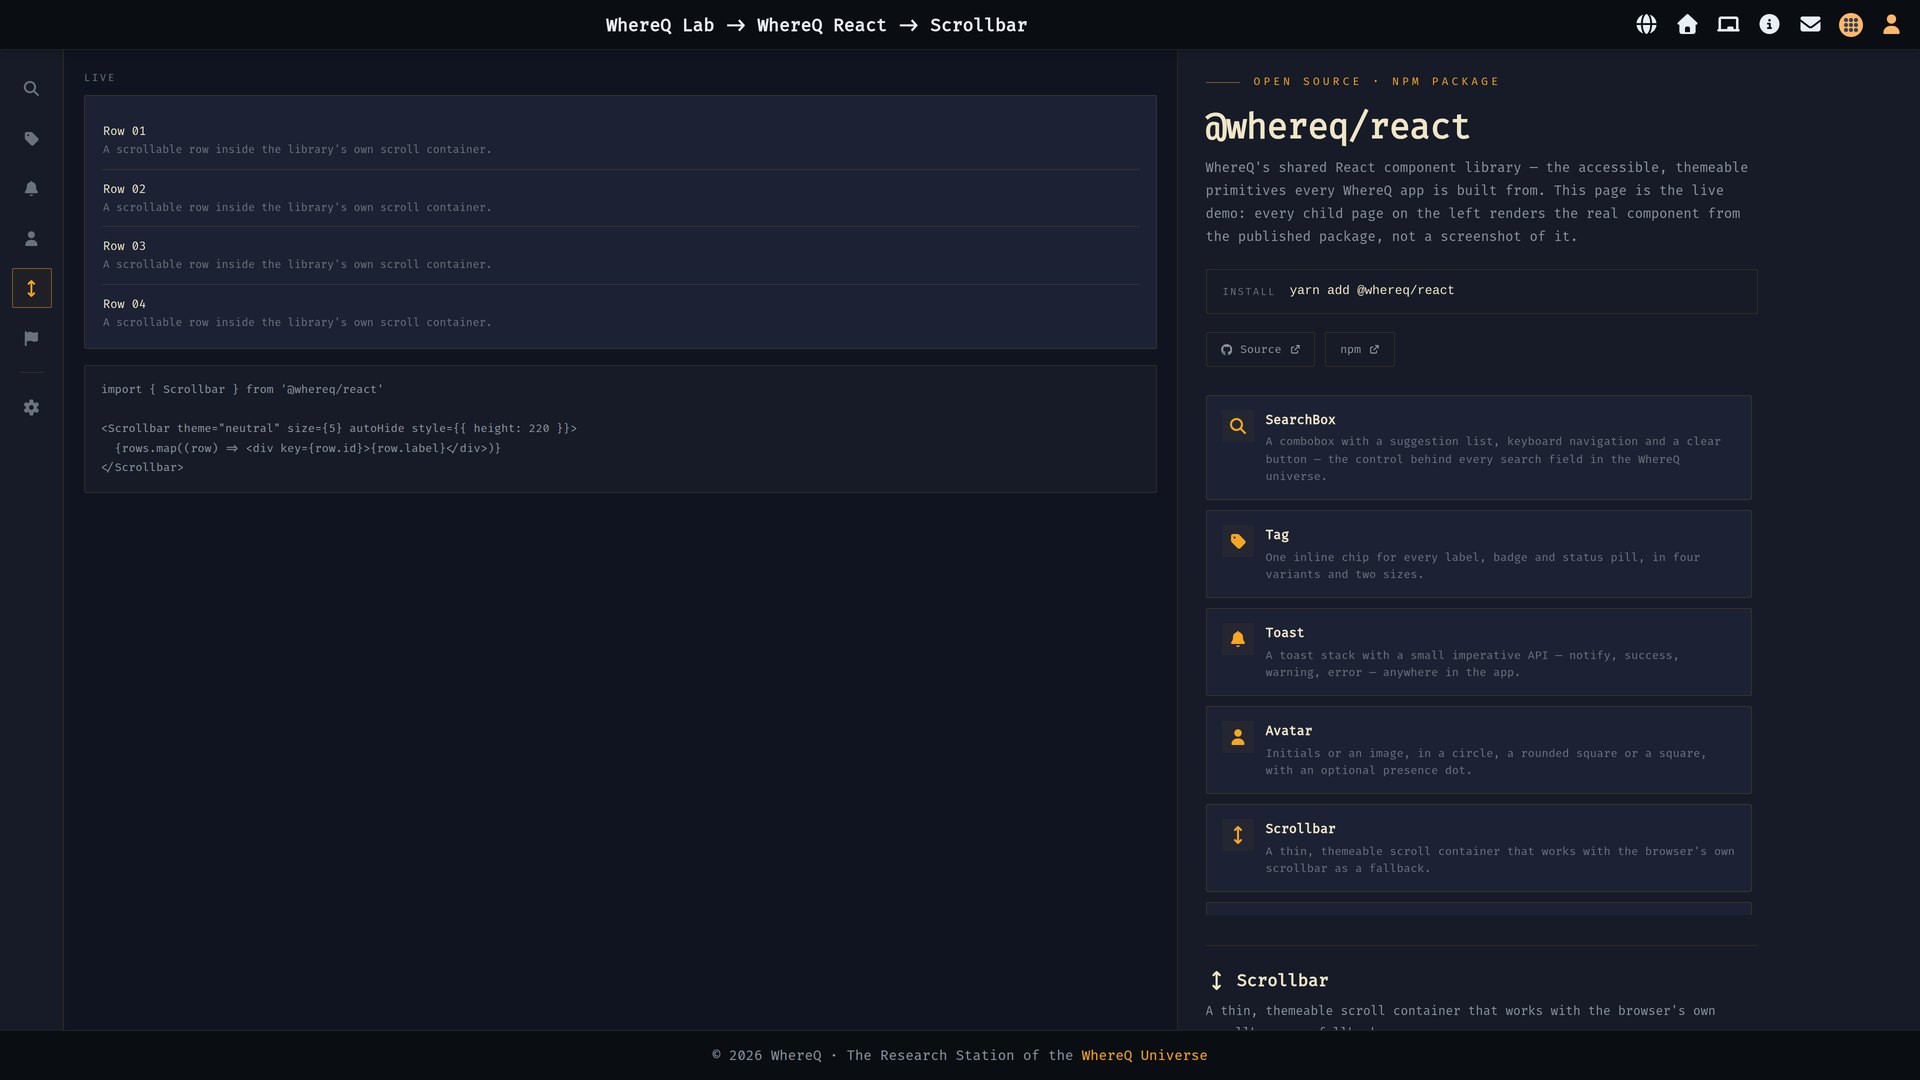 WhereQ Lab → WhereQ React → Scrollbar
LIVE
Row 01
A scrollable row inside the library's own scroll container.
Row 02
A scrollable row inside the library's own scroll container.
Row 03
A scrollable row inside the library's own scroll container.
Row 04
A scrollable row inside the library's own scroll container.
import { Scrollbar } from '@whereq/react'
<Scrollbar theme="neutral" size={5} autoHide style={{ height: 220 }}>
{rows.map((row) => <div key={row.id}>{row.label}</div>)}
</Scrollbar>
OPEN SOURCE · NPM PACKAGE
@whereq/react
WhereQ's shared React component library — the accessible, themeable
primitives every WhereQ app is built from. This page is the live
demo: every child page on the left renders the real component from
the published package, not a screenshot of it.
INSTALL yarn add @whereq/react
Source
npm
SearchBox
A combobox with a suggestion list, keyboard navigation and a clear
button — the control behind every search field in the WhereQ
universe.
Tag
One inline chip for every label, badge and status pill, in four
variants and two sizes.
Toast
A toast stack with a small imperative API — notify, success,
warning, error — anywhere in the app.
Avatar
Initials or an image, in a circle, a rounded square or a square,
with an optional presence dot.
Scrollbar
A thin, themeable scroll container that works with the browser's own
scrollbar as a fallback.
Scrollbar
A thin, themeable scroll container that works with the browser's own
© 2026 WhereQ · The Research Station of the WhereQ Universe